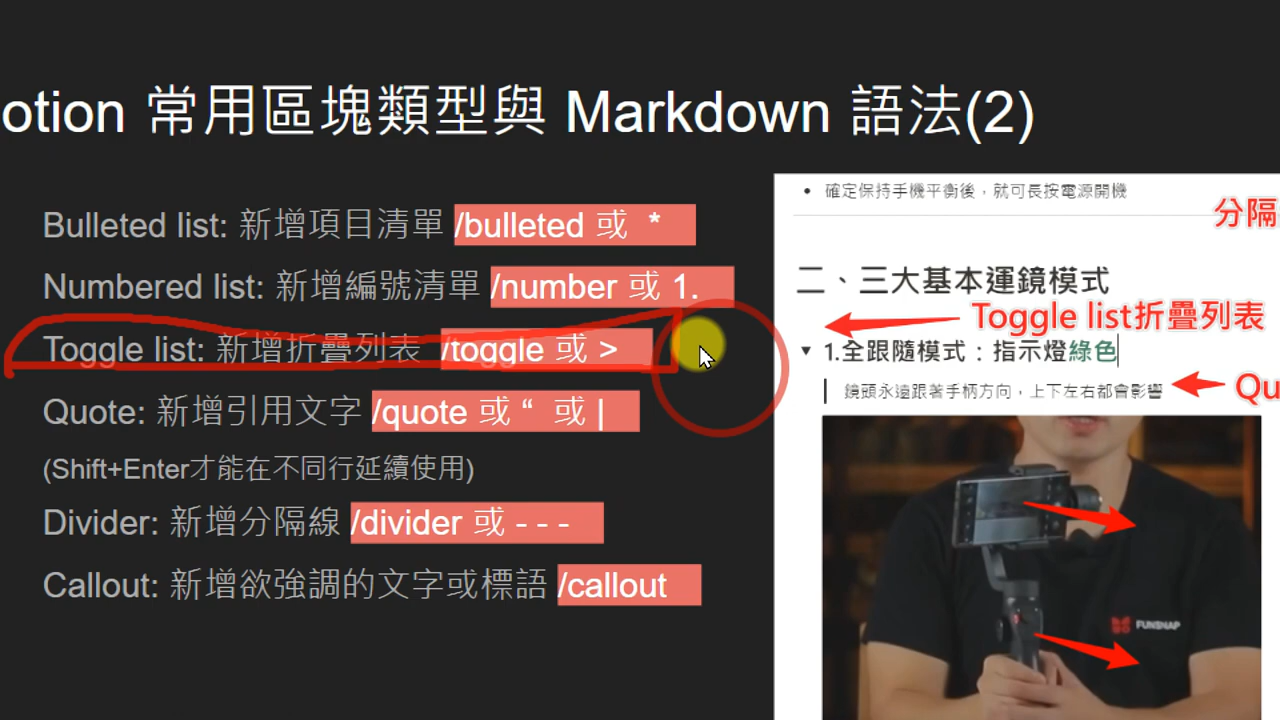 otion 常用區塊類型與 Markdown 語法(2)
Bulleted list: 新增項目清單 /bulleted 或 *
Numbered list: 新增編號清單 /number 或 1.
Toggle list: 新增折疊列表 /toggle 或 >
Quote: 新增引用文字 /quote 或 “ 或 |
(Shift+Enter才能在不同行延續使用)
Divider: 新增分隔線 /divider 或 - - -
Callout: 新增欲強調的文字或標語 /callout
• 確定保持手機平衡後，就可長按電源開機
分隔
二、三大基本運鏡模式
Toggle list折疊列表
1.全跟隨模式：指示燈綠色
鏡頭永遠跟著手柄方向，上下左右都會影響
Qu
FUNSNAP